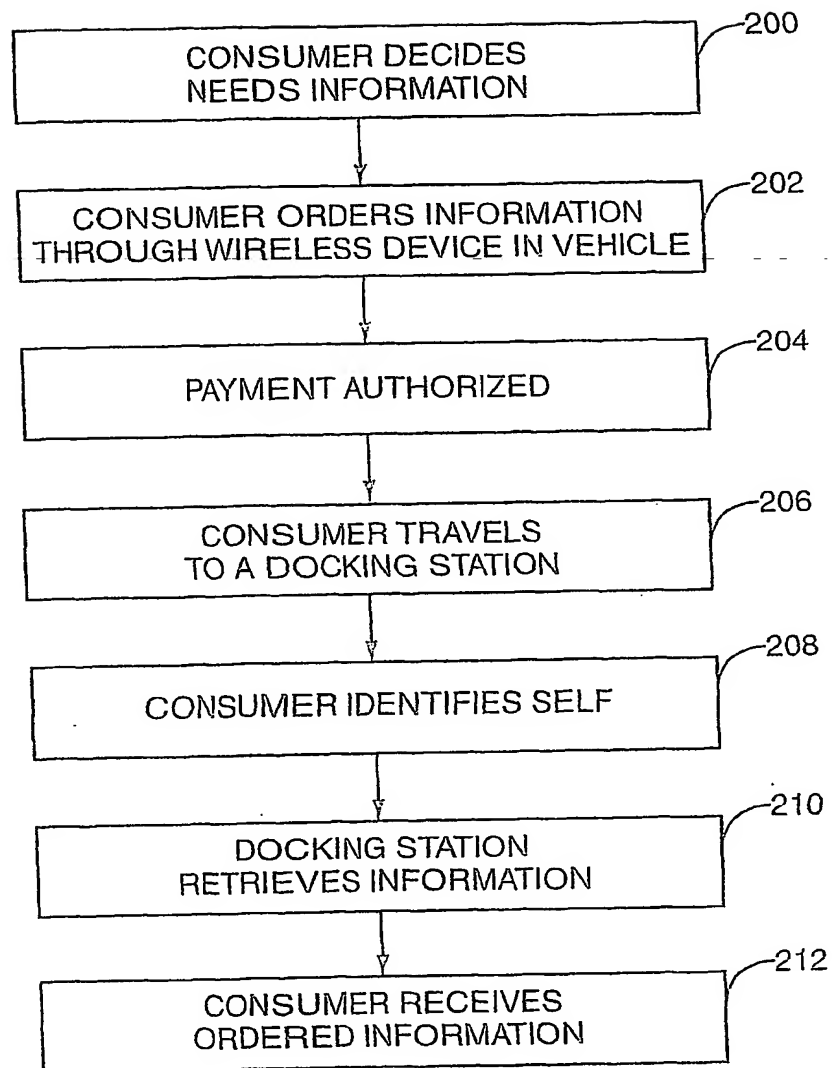 200
CONSUMER DECIDES
NEEDS INFORMATION
202
CONSUMER ORDERS INFORMATION
THROUGH WIRELESS DEVICE IN VEHICLE
204
PAYMENT AUTHORIZED
206
CONSUMER TRAVELS
TO A DOCKING STATION
208
CONSUMER IDENTIFIES SELF
210
DOCKING STATION
RETRIEVES INFORMATION
212
CONSUMER RECEIVES
ORDERED INFORMATION